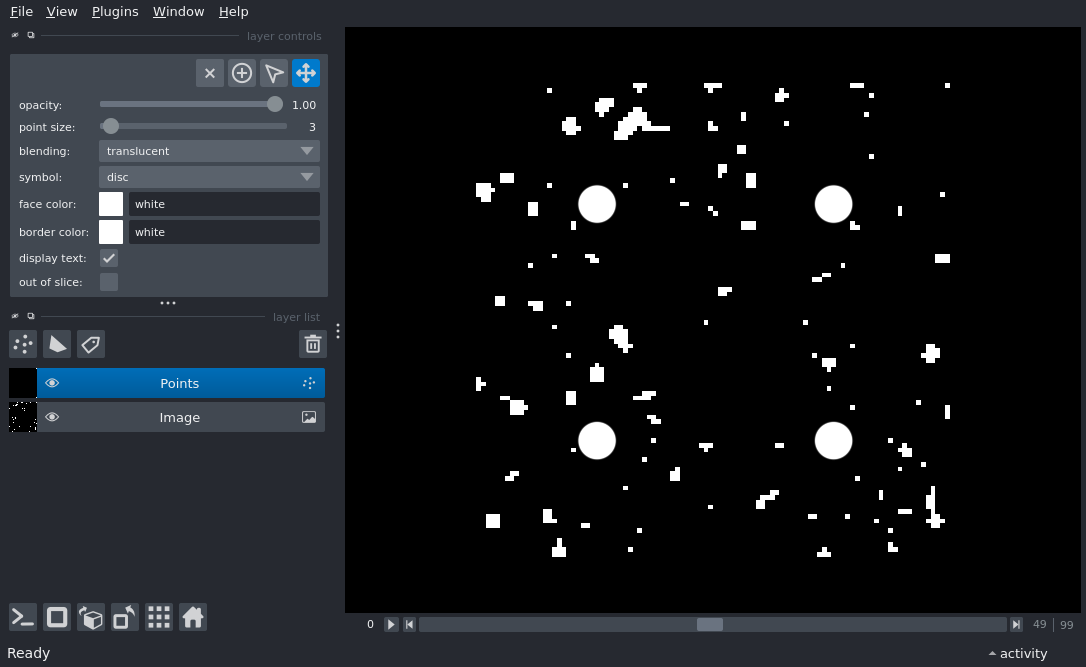 File View Plugins Window Help
layer controls
opacity: 1.00
point size: 3
blending: translucent
symbol: disc
face color: white
border color: white
display text:
out of slice:
layer list
Points
Image
0 49 99
Ready activity